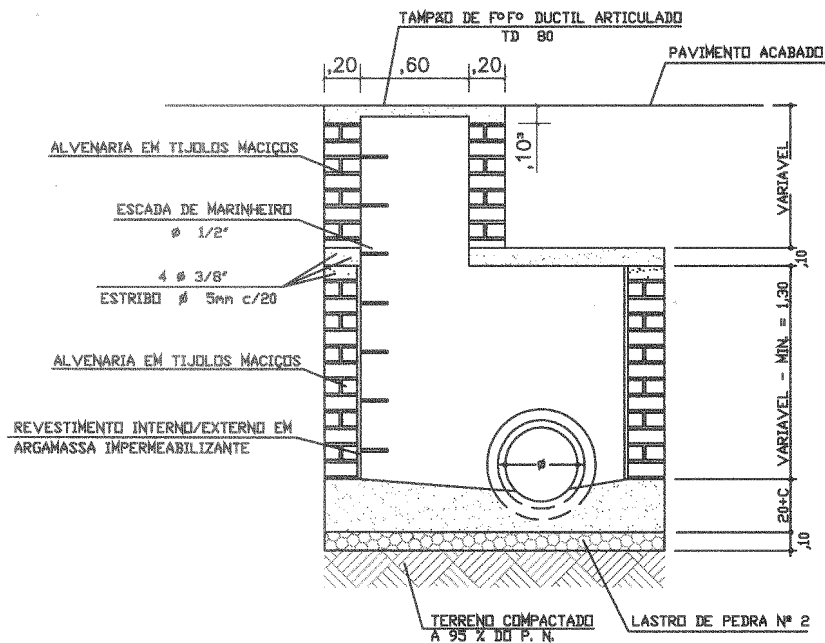 TAMPÃO DE FºFº DUCTIL ARTICULADO
TD 80
PAVIMENTO ACABADO
,20 ,60 ,20
ALVENARIA EM TIJOLOS MACIÇOS
,10³
VARIAVEL
ESCADA DE MARINHEIRO
ø 1/2"
,10
4 ø 3/8"
ESTRIBO ø 5mm c/20
ALVENARIA EM TIJOLOS MACIÇOS
VARIAVEL - MIN. = 1,30
REVESTIMENTO INTERNO/EXTERNO EM
ARGAMASSA IMPERMEABILIZANTE
ø
20+C
,10
TERRENO COMPACTADO
A 95 % DO P. N.
LASTRO DE PEDRA Nº 2